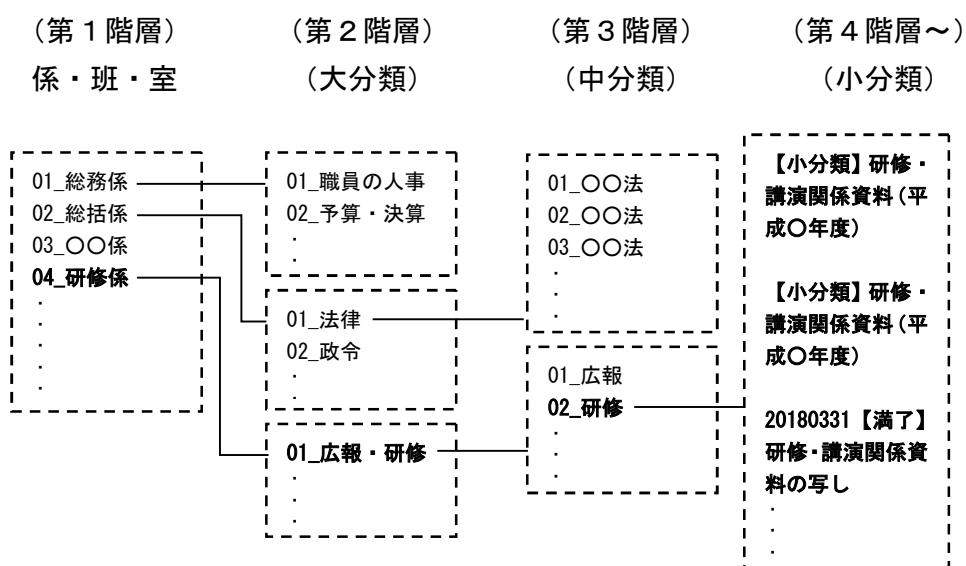 （第１階層）
係・班・室
（第２階層）
（大分類）
（第３階層）
（中分類）
（第４階層～）
（小分類）
01_総務係
02_総括係
03_〇〇係
04_研修係
・
・
・
・
01_職員の人事
02_予算・決算
・
・
01_法律
02_政令
・
・
01_広報・研修
・
・
・
01_〇〇法
02_〇〇法
03_〇〇法
・
・
01_広報
02_研修
・
・
・
【小分類】研修・
講演関係資料（平
成〇年度）
【小分類】研修・
講演関係資料（平
成〇年度）
20180331【満了】
研修・講演関係資
料の写し
・
・
・